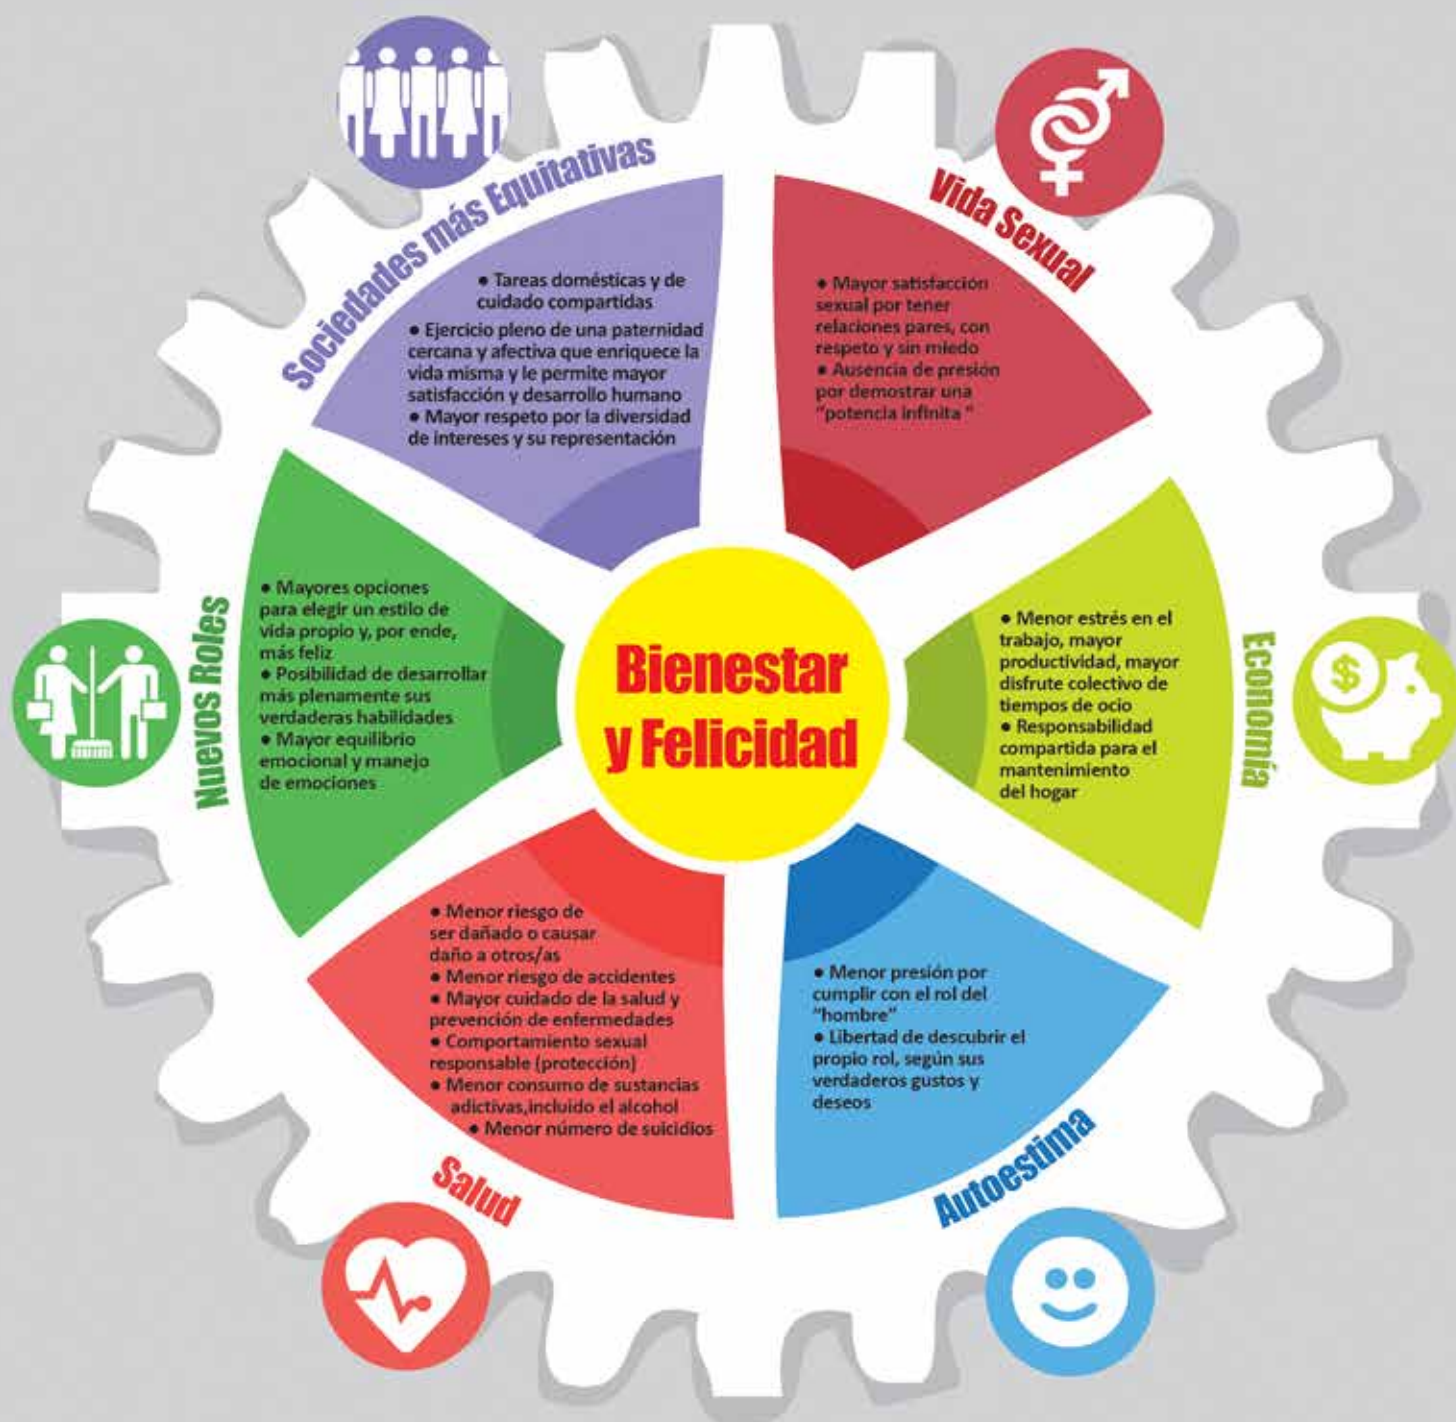 Sociedades más Equitativas
● Tareas domésticas y de
cuidado compartidas
● Ejercicio pleno de una paternidad
cercana y afectiva que enriquece la
vida misma y le permite mayor
satisfacción y desarrollo humano
● Mayor respeto por la diversidad
de intereses y su representación
Vida Sexual
● Mayor satisfacción
sexual por tener
relaciones pares, con
respeto y sin miedo
● Ausencia de presión
por demostrar una
"potencia infinita "
Nuevos Roles
● Mayores opciones
para elegir un estilo de
vida propio y, por ende,
más feliz
● Posibilidad de desarrollar
más plenamente sus
verdaderas habilidades
● Mayor equilibrio
emocional y manejo
de emociones
Bienestar
y Felicidad
Economía
● Menor estrés en el
trabajo, mayor
productividad, mayor
disfrute colectivo de
tiempos de ocio
● Responsabilidad
compartida para el
mantenimiento
del hogar
$
Salud
● Menor riesgo de
ser dañado o causar
daño a otros/as
● Menor riesgo de accidentes
● Mayor cuidado de la salud y
prevención de enfermedades
● Comportamiento sexual
responsable (protección)
● Menor consumo de sustancias
adictivas,incluido el alcohol
● Menor número de suicidios
Autoestima
● Menor presión por
cumplir con el rol del
"hombre"
● Libertad de descubrir el
propio rol, según sus
verdaderos gustos y
deseos